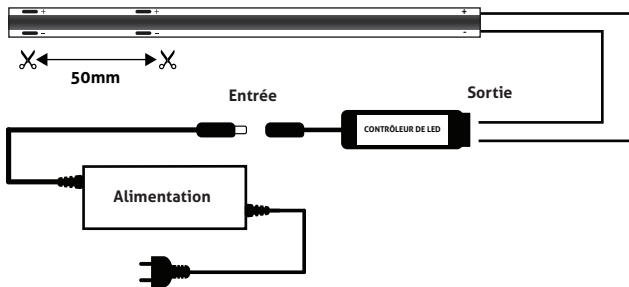 + + +
- - -
50mm
Entrée
Sortie
CONTRÔLEUR DE LED
Alimentation